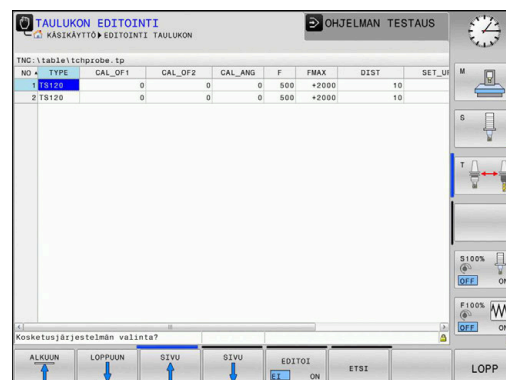 TAULUKON EDITOINTI
OHJELMAN TESTAUS
KÄSIKÄYTTÖ ▶ EDITOINTI TAULUKON
TNC:\table\tchprobe.tp
NO TYPE CAL_OF1 CAL_OF2 CAL_ANG F FMAX DIST SET_U
1 TS120 0 0 0 500 +2000 10
2 TS120 0 0 0 500 +2000 10
M
S
T
S100%
OFF ON
F100%
OFF ON
Kosketusjärjestelmän valinta?
ALKUUN LOPPUUN SIVU SIVU EDITOI ETSI LOPP
EI ON